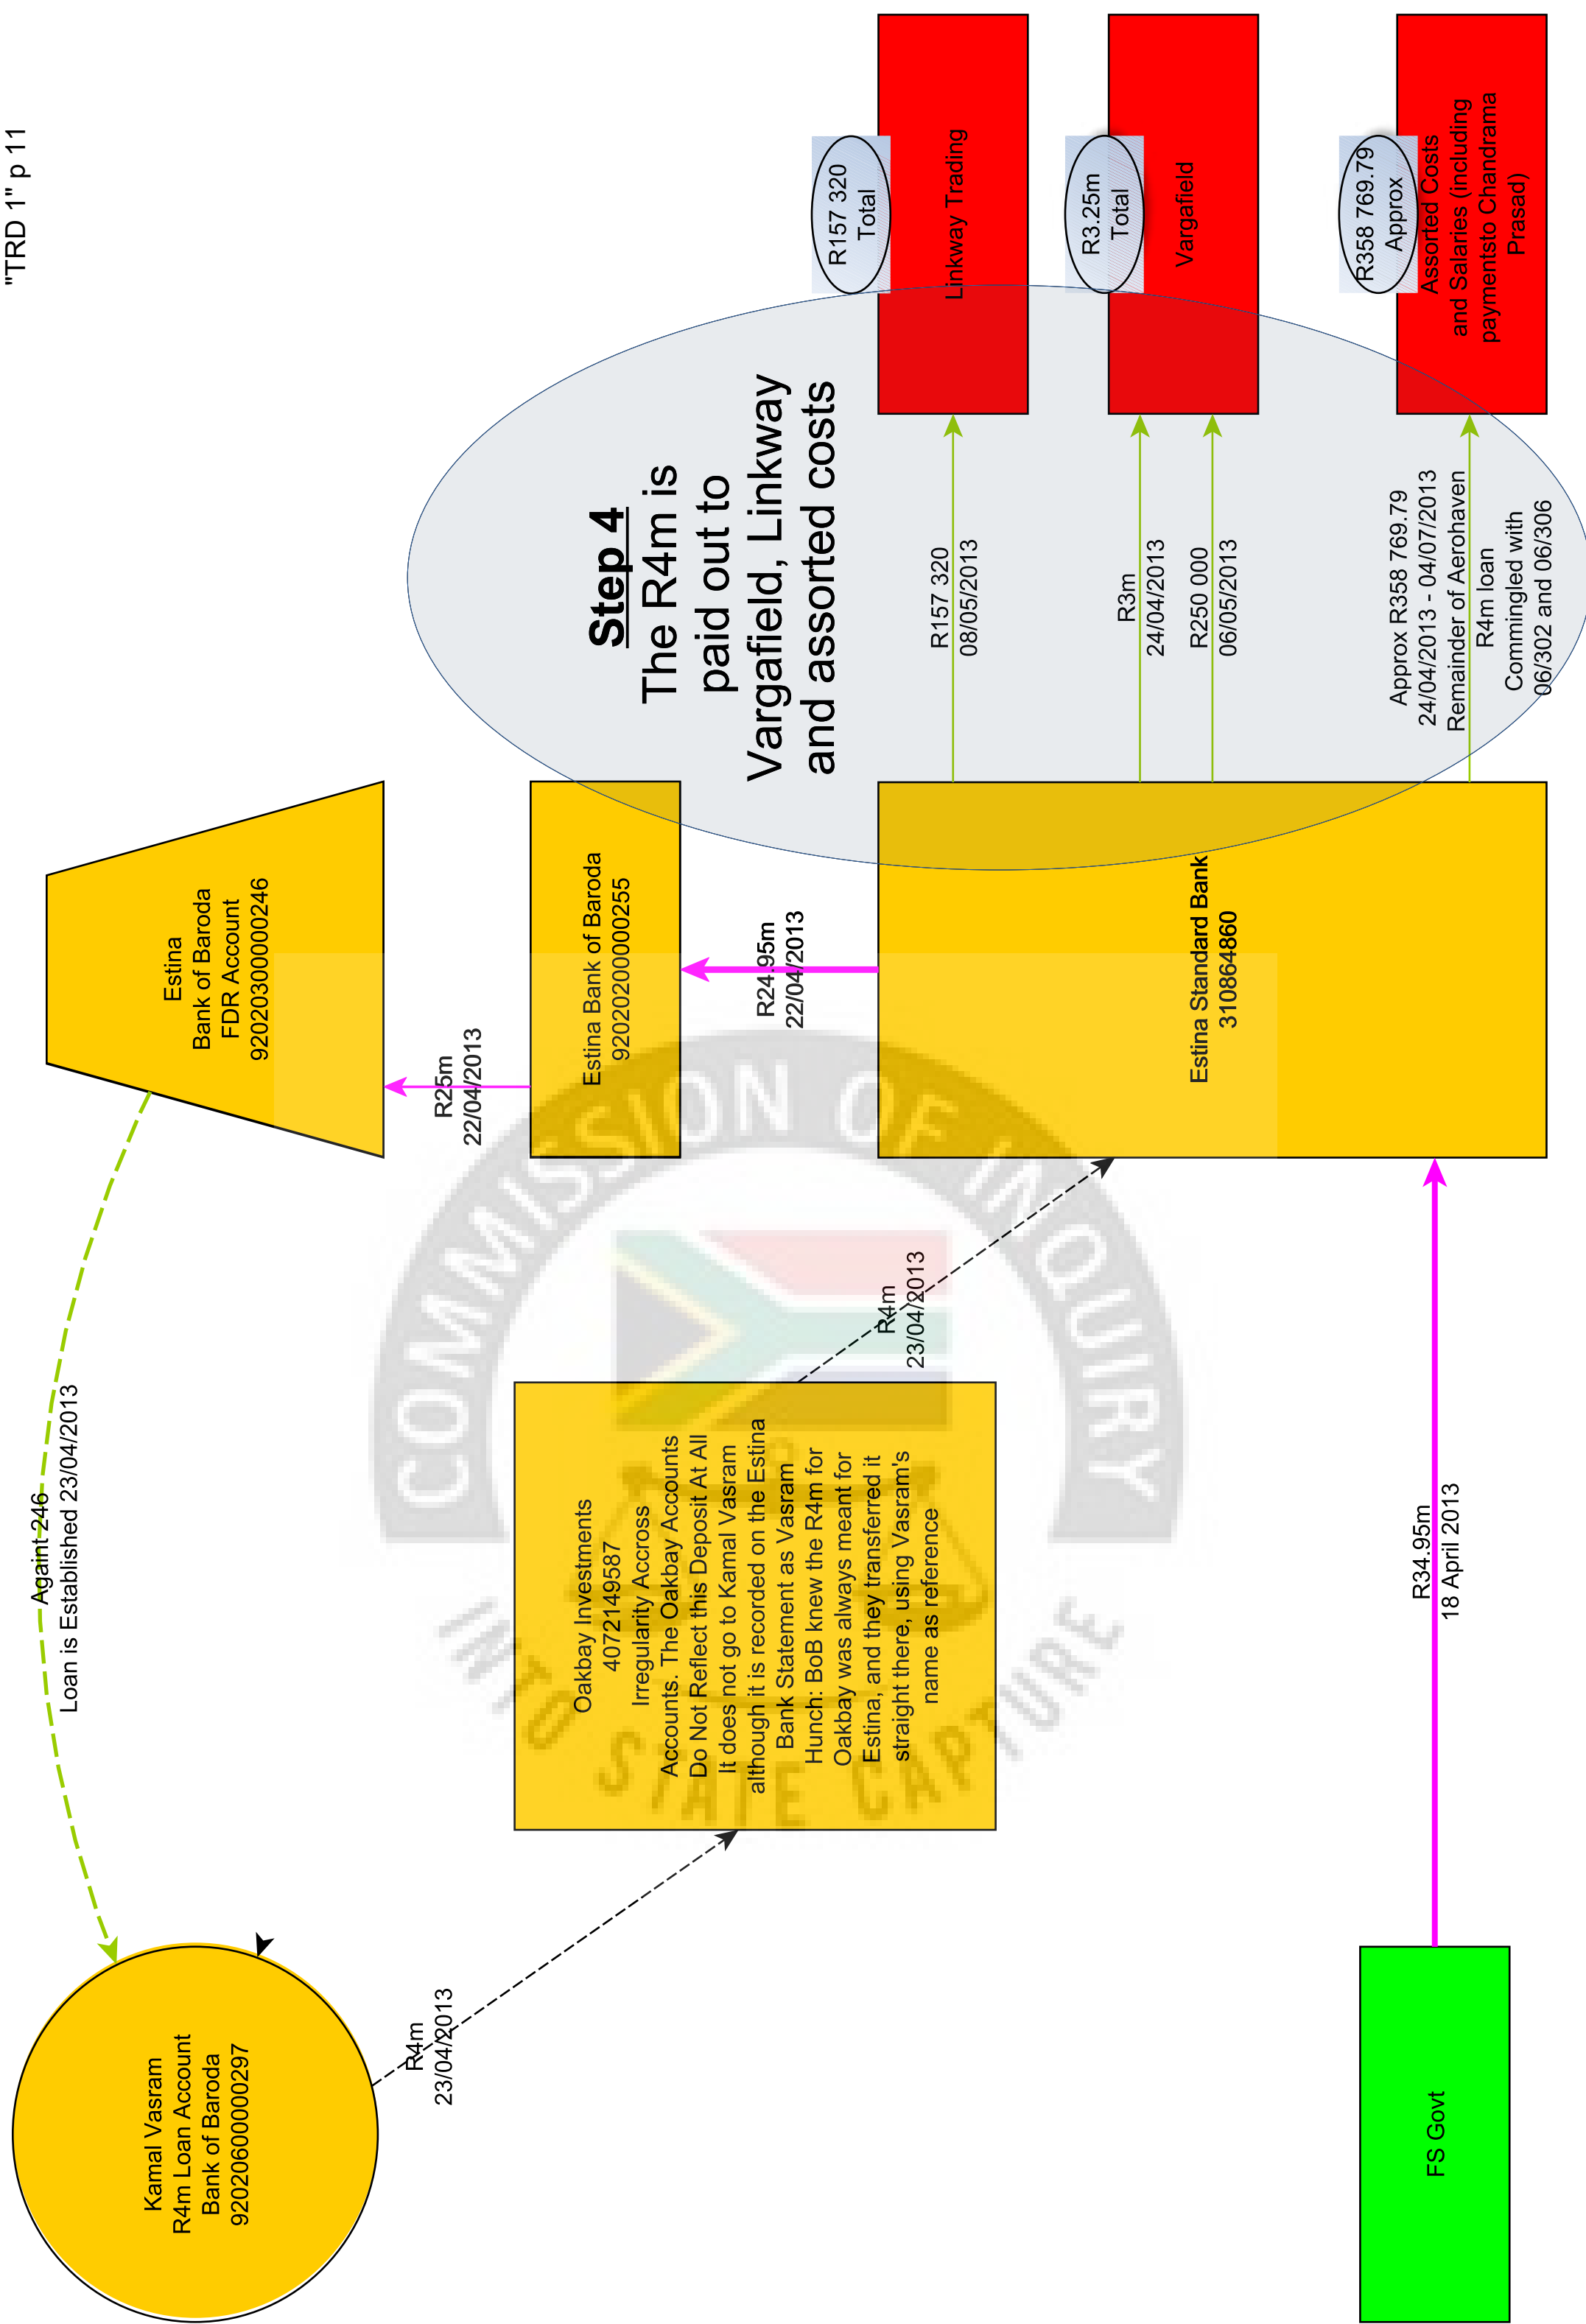 "TRD 1" p 11
Kamal Vasram
R4m Loan Account
Bank of Baroda
92020600000297
Againt 246
Loan is Established 23/04/2013
Estina
Bank of Baroda
FDR Account
92020300000246
R25m
22/04/2013
Estina Bank of Baroda
92020200000255
R24.95m
22/04/2013
R4m
23/04/2013
Oakbay Investments
4072149587
Irregularity Accross
Accounts. The Oakbay Accounts
Do Not Reflect this Deposit At All
It does not go to Kamal Vasram
although it is recorded on the Estina
Bank Statement as Vasram
Hunch: BoB knew the R4m for
Oakbay was always meant for
Estina, and they transferred it
straight there, using Vasram's
name as reference
R4m
23/04/2013
Estina Standard Bank
310864860
FS Govt
R34.95m
18 April 2013
Step 4
The R4m is
paid out to
Vargafield, Linkway
and assorted costs
R157 320
08/05/2013
R157 320
Total
Linkway Trading
R3m
24/04/2013
R250 000
06/05/2013
R3.25m
Total
Vargafield
Approx R358 769.79
24/04/2013 - 04/07/2013
Remainder of Aerohaven
R4m loan
Commingled with
06/302 and 06/306
R358 769.79
Approx
Assorted Costs
and Salaries (including
paymentsto Chandrama
Prasad)
COMMISSION OF INQUIRY
INTO STATE CAPTURE